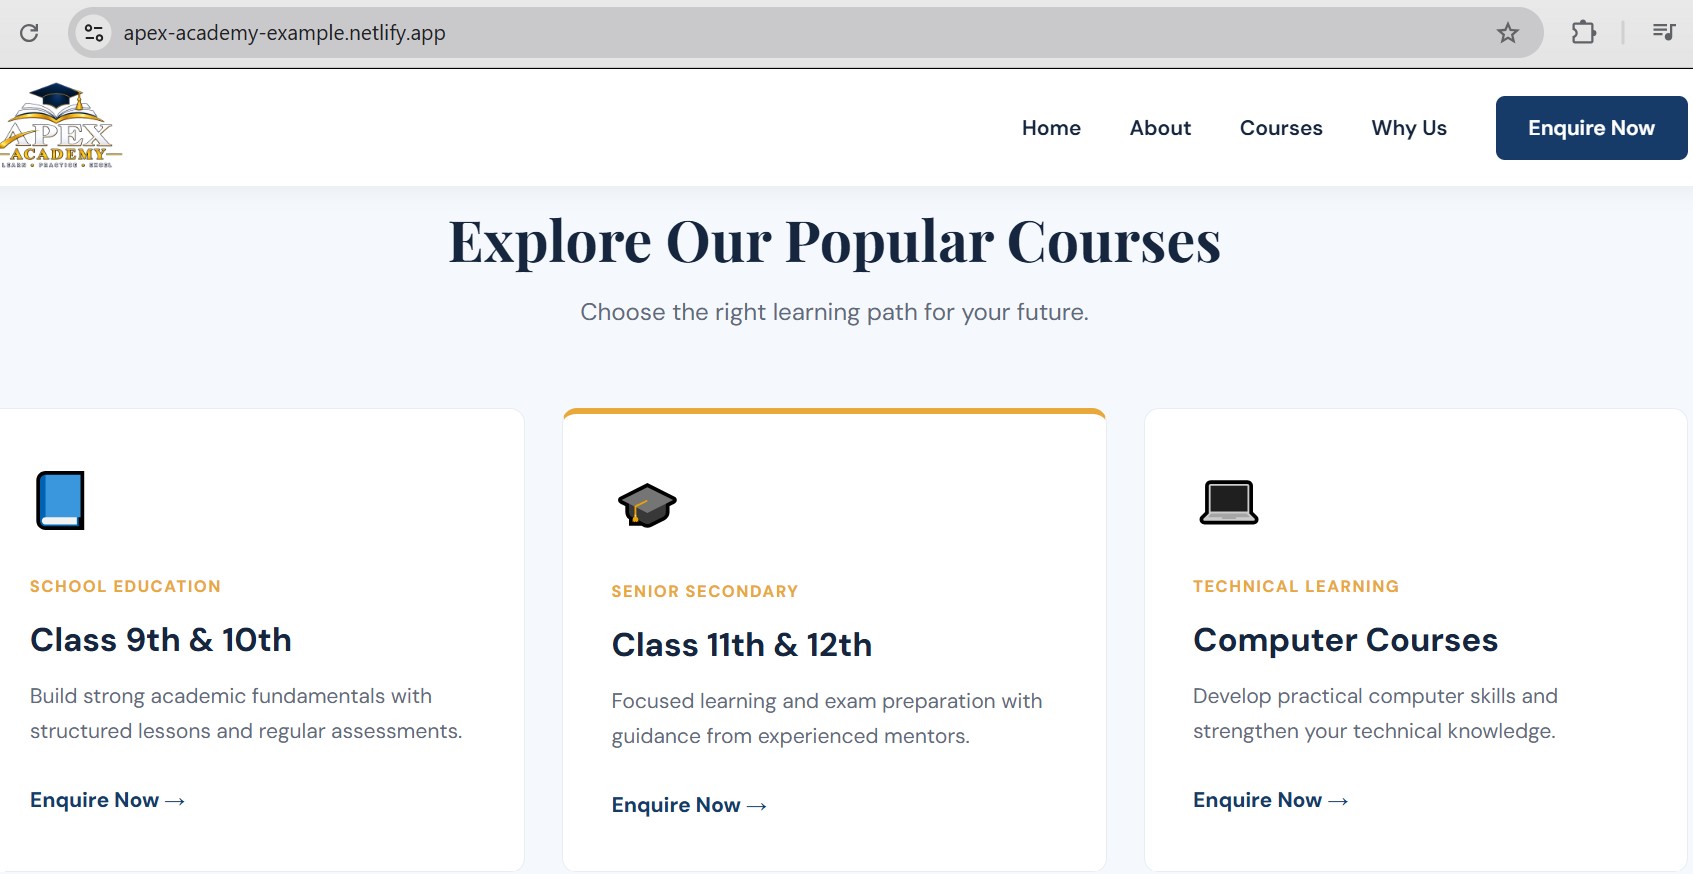 apex-academy-example.netlify.app
APEX
ACADEMY
LEARN • PRACTICE • EXCEL
Home
About
Courses
Why Us
Enquire Now
Explore Our Popular Courses
Choose the right learning path for your future.
SCHOOL EDUCATION
Class 9th & 10th
Build strong academic fundamentals with
structured lessons and regular assessments.
Enquire Now →
SENIOR SECONDARY
Class 11th & 12th
Focused learning and exam preparation with
guidance from experienced mentors.
Enquire Now →
TECHNICAL LEARNING
Computer Courses
Develop practical computer skills and
strengthen your technical knowledge.
Enquire Now →